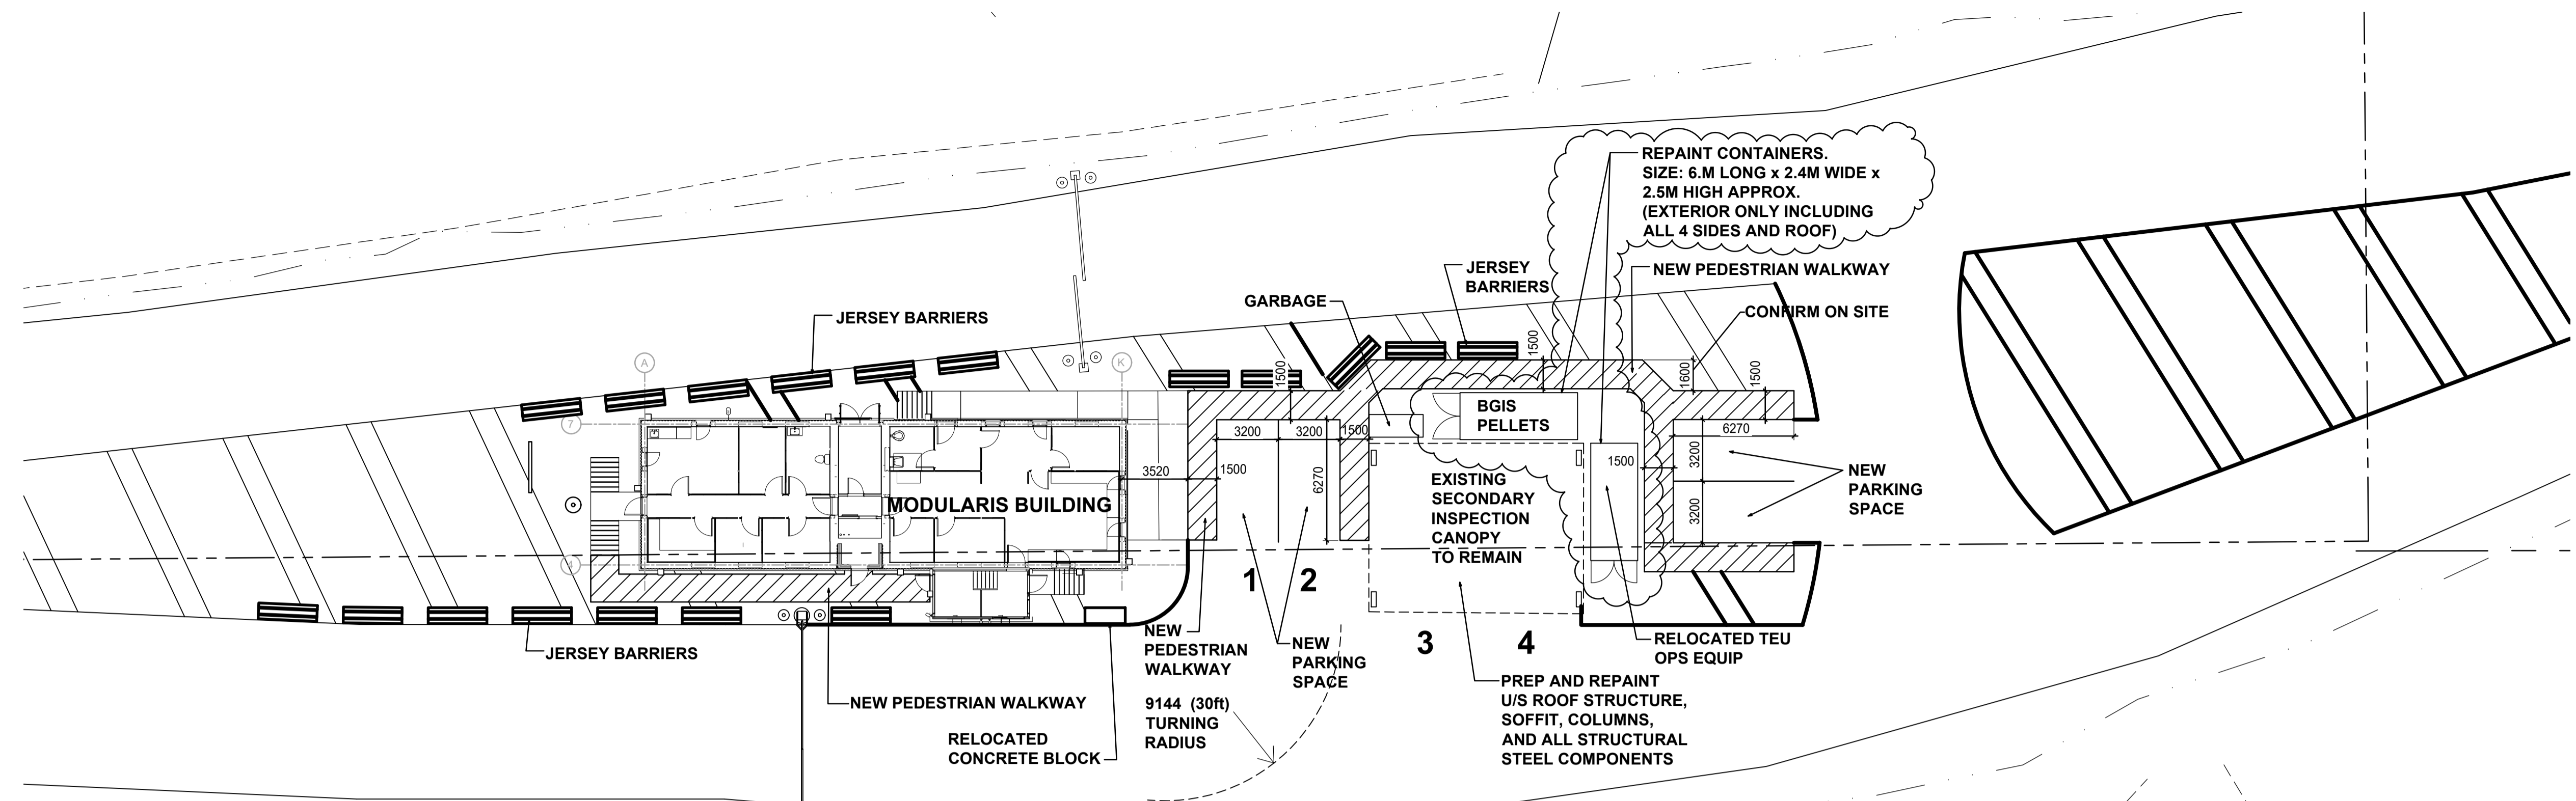 REPAINT CONTAINERS.
SIZE: 6.M LONG x 2.4M WIDE x
2.5M HIGH APPROX.
(EXTERIOR ONLY INCLUDING
ALL 4 SIDES AND ROOF)
JERSEY
BARRIERS
NEW PEDESTRIAN WALKWAY
GARBAGE
CONFIRM ON SITE
JERSEY BARRIERS
A
K
7
4
1500
1500
1600
1500
BGIS
PELLETS
3200
3200
1500
6270
3520
1500
6270
1500
3200
3200
MODULARIS BUILDING
EXISTING
SECONDARY
INSPECTION
CANOPY
TO REMAIN
NEW
PARKING
SPACE
1
2
3
4
NEW
PEDESTRIAN
WALKWAY
NEW
PARKING
SPACE
RELOCATED TEU
OPS EQUIP
JERSEY BARRIERS
NEW PEDESTRIAN WALKWAY
9144 (30ft)
TURNING
RADIUS
RELOCATED
CONCRETE BLOCK
PREP AND REPAINT
U/S ROOF STRUCTURE,
SOFFIT, COLUMNS,
AND ALL STRUCTURAL
STEEL COMPONENTS